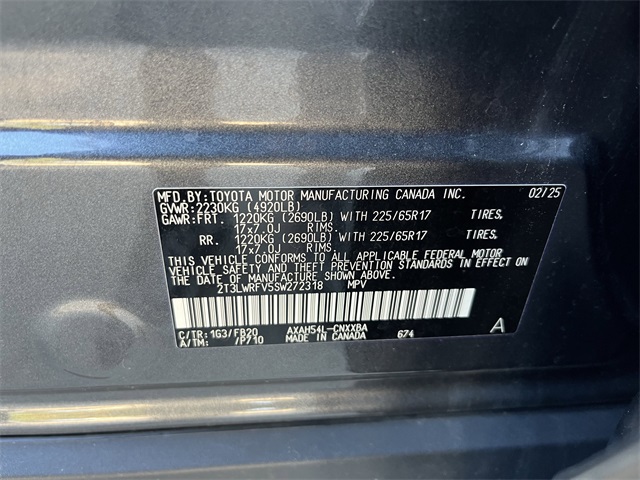 MFD.BY:TOYOTA MOTOR MANUFACTURING CANADA INC. 02/25
GVWR:2230KG (4920LB)
GAWR:FRT. 1220KG (2690LB) WITH 225/65R17 TIRES.
17x7.0J RIMS.
RR. 1220KG (2690LB) WITH 225/65R17 TIRES.
17x7.0J RIMS.
THIS VEHICLE CONFORMS TO ALL APPLICABLE FEDERAL MOTOR
VEHICLE SAFETY AND THEFT PREVENTION STANDARDS IN EFFECT ON
THE DATE OF MANUFACTURE SHOWN ABOVE.
2T3LWRFV5SW272318 MPV
C/TR:1G3/FB20 AXAH54L-CNXXBA 674 A
A/TM: /P710 MADE IN CANADA